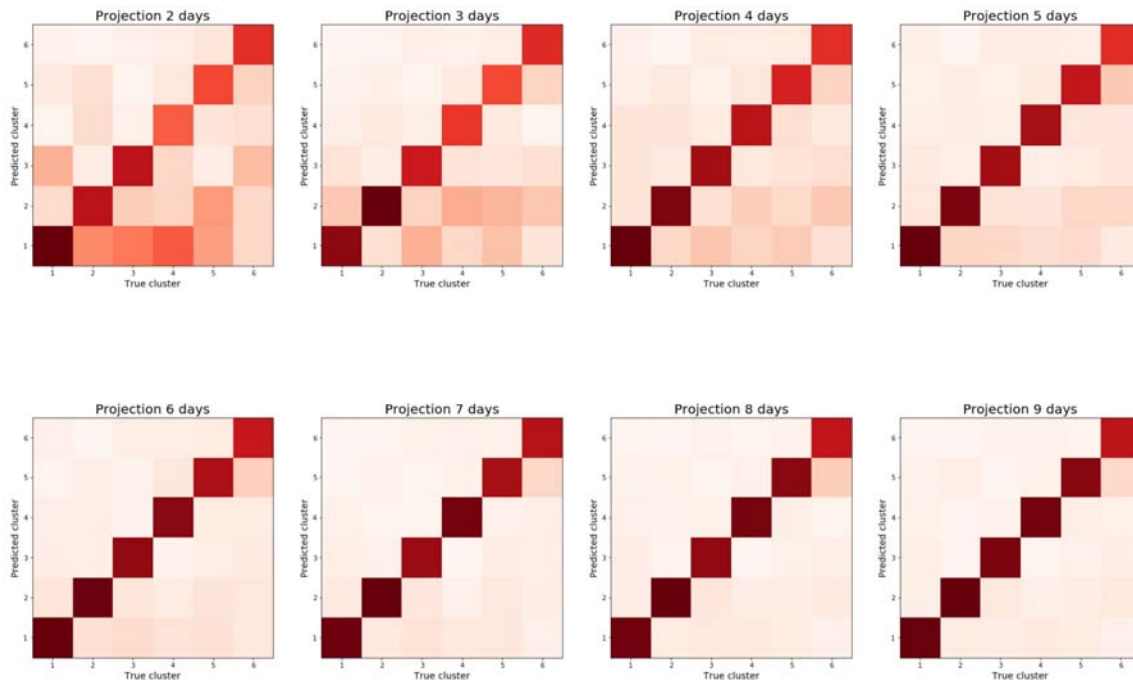 Projection 2 days
Projection 3 days
Projection 4 days
Projection 5 days
Predicted cluster
6
5
4
3
2
1
1 2 3 4 5 6
True cluster
Predicted cluster
6
5
4
3
2
1
1 2 3 4 5 6
True cluster
Predicted cluster
6
5
4
3
2
1
1 2 3 4 5 6
True cluster
Predicted cluster
6
5
4
3
2
1
1 2 3 4 5 6
True cluster
Projection 6 days
Projection 7 days
Projection 8 days
Projection 9 days
Predicted cluster
6
5
4
3
2
1
1 2 3 4 5 6
True cluster
Predicted cluster
6
5
4
3
2
1
1 2 3 4 5 6
True cluster
Predicted cluster
6
5
4
3
2
1
1 2 3 4 5 6
True cluster
Predicted cluster
6
5
4
3
2
1
1 2 3 4 5 6
True cluster